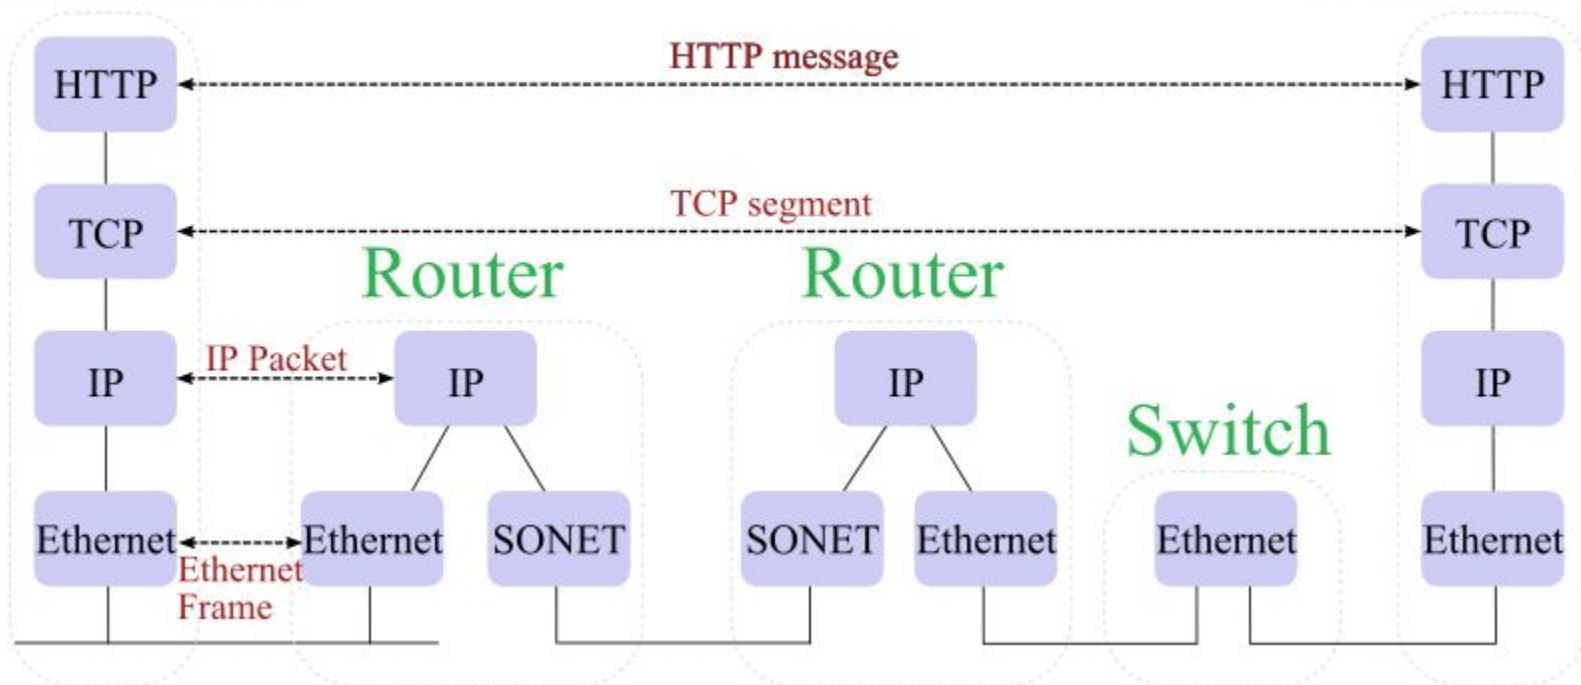 HTTP message
HTTP
HTTP
TCP segment
TCP
TCP
Router
Router
IP Packet
IP
IP
IP
IP
Switch
Ethernet
Ethernet
SONET
SONET
Ethernet
Ethernet
Ethernet
Ethernet
Frame